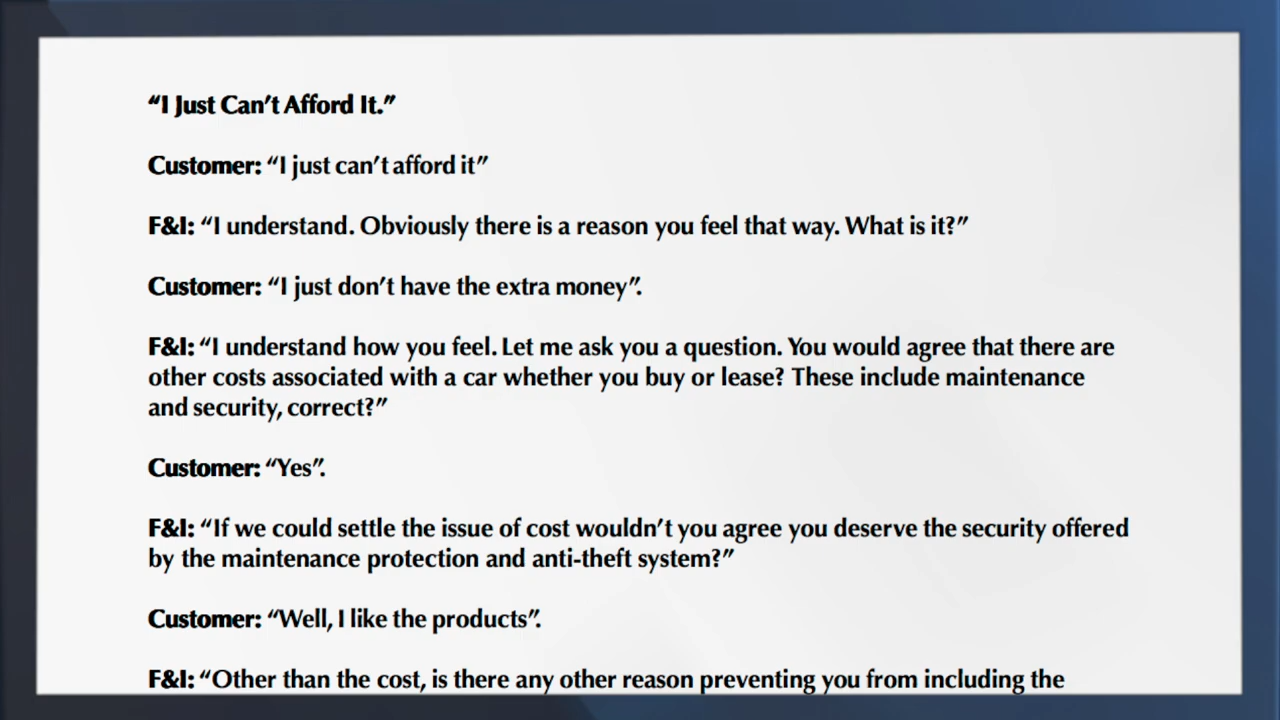 “I Just Can’t Afford It.”
Customer: “I just can’t afford it”
F&I: “I understand. Obviously there is a reason you feel that way. What is it?”
Customer: “I just don’t have the extra money”.
F&I: “I understand how you feel. Let me ask you a question. You would agree that there are
other costs associated with a car whether you buy or lease? These include maintenance
and security, correct?”
Customer: “Yes”.
F&I: “If we could settle the issue of cost wouldn’t you agree you deserve the security offered
by the maintenance protection and anti-theft system?”
Customer: “Well, I like the products”.
F&I: “Other than the cost, is there any other reason preventing you from including the